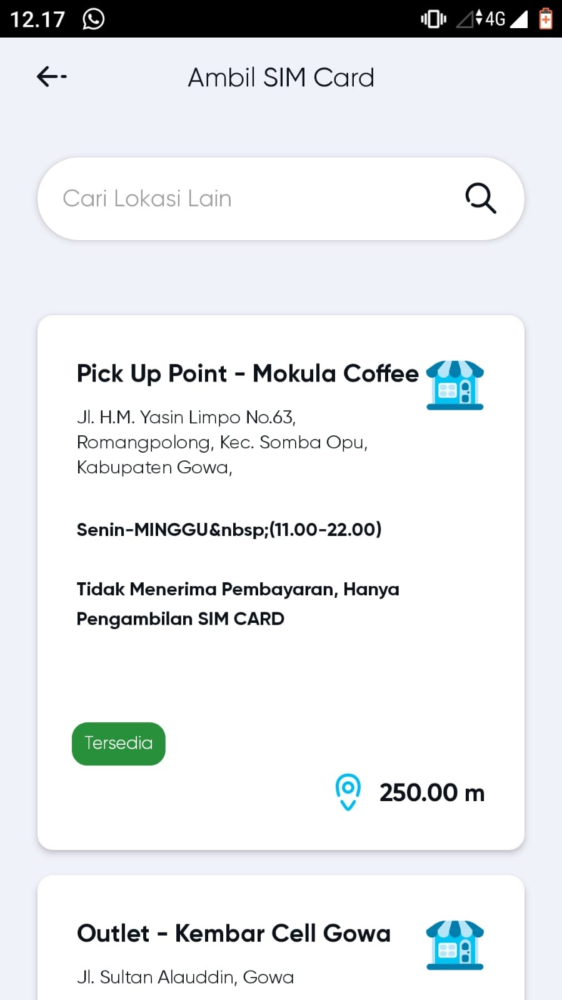 12.17
4G
Ambil SIM Card
Cari Lokasi Lain
Pick Up Point - Mokula Coffee
Jl. H.M. Yasin Limpo No.63,
Romangpolong, Kec. Somba Opu,
Kabupaten Gowa,
Senin-MINGGU&nbsp;(11.00-22.00)
Tidak Menerima Pembayaran, Hanya
Pengambilan SIM CARD
Tersedia
250.00 m
Outlet - Kembar Cell Gowa
Jl. Sultan Alauddin, Gowa